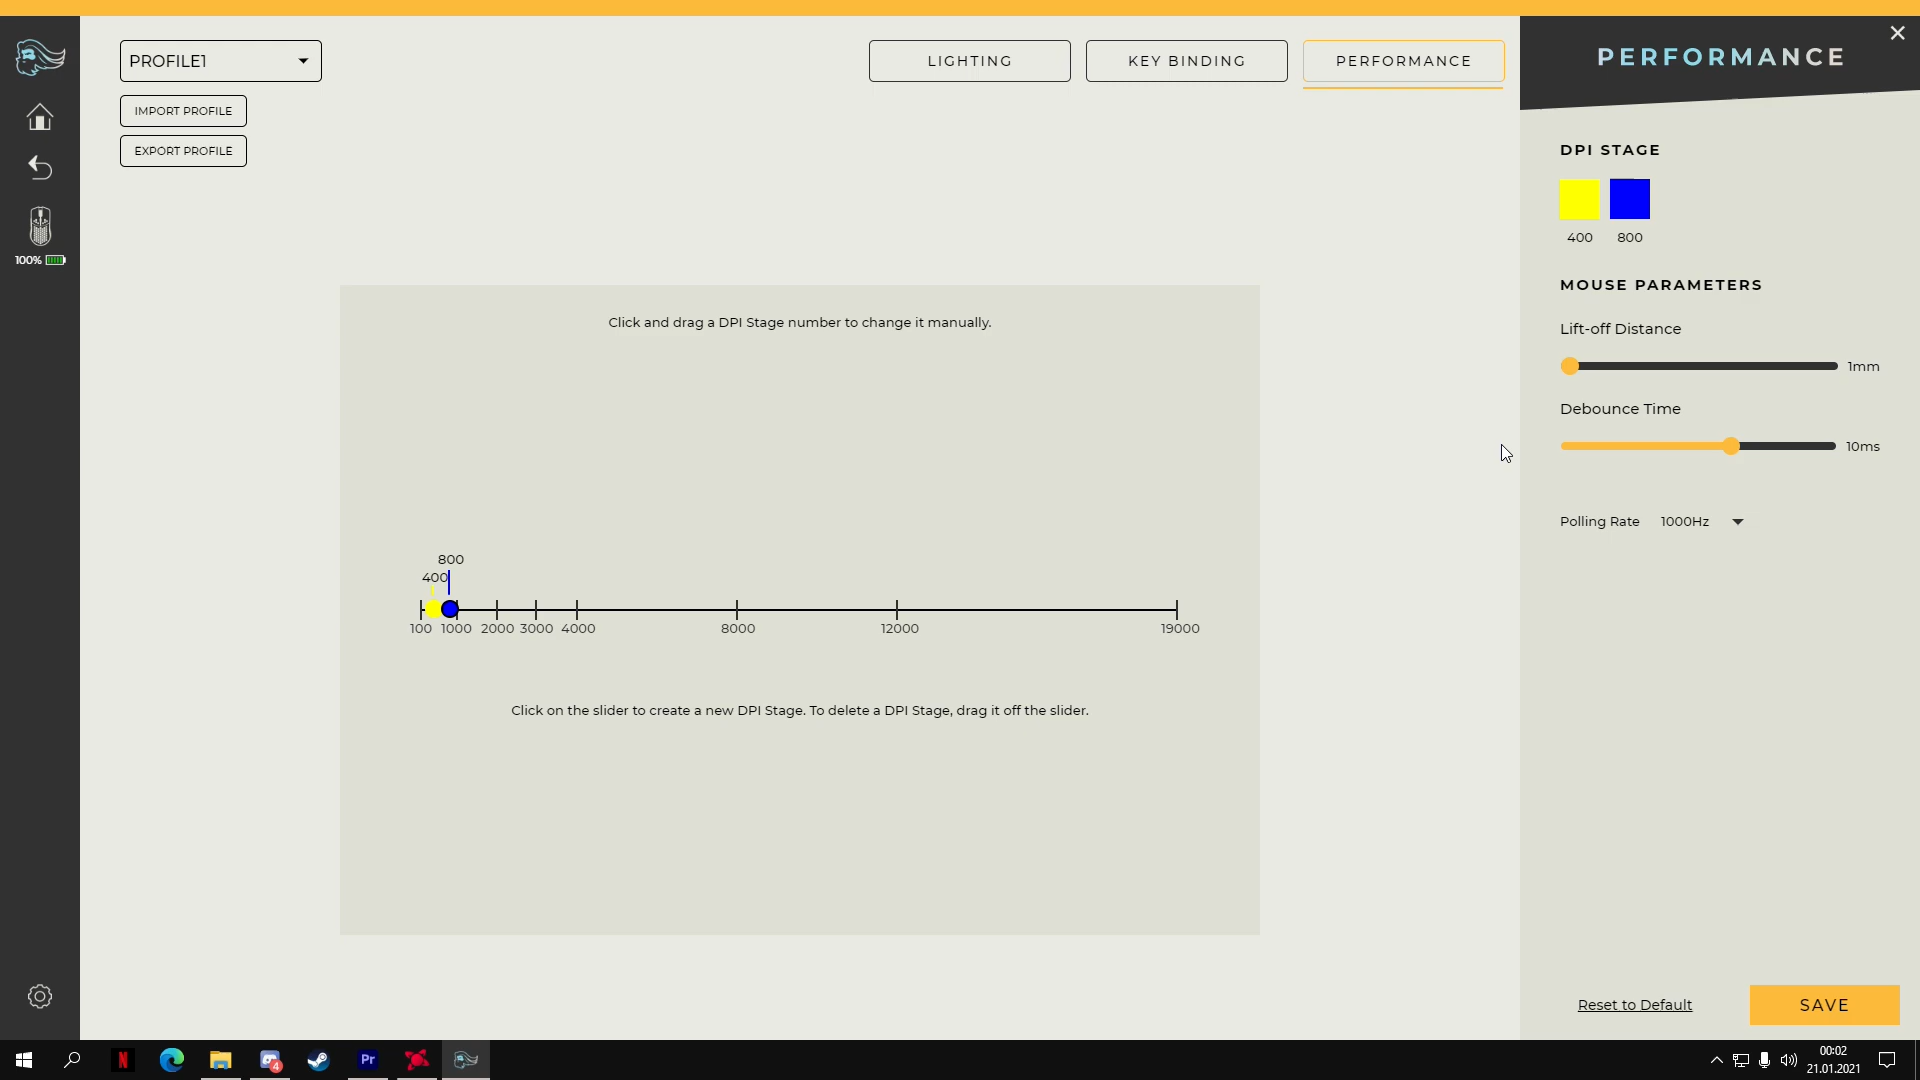 PROFILE1
LIGHTING
KEY BINDING
PERFORMANCE
IMPORT PROFILE
EXPORT PROFILE
100%
Click and drag a DPI Stage number to change it manually.
800
400
100 1000 2000 3000 4000 8000 12000 19000
Click on the slider to create a new DPI Stage. To delete a DPI Stage, drag it off the slider.
PERFORMANCE
DPI STAGE
400 800
MOUSE PARAMETERS
Lift-off Distance
1mm
Debounce Time
10ms
Polling Rate 1000Hz
Reset to Default
SAVE
N
4
Pr
00:02
21.01.2021